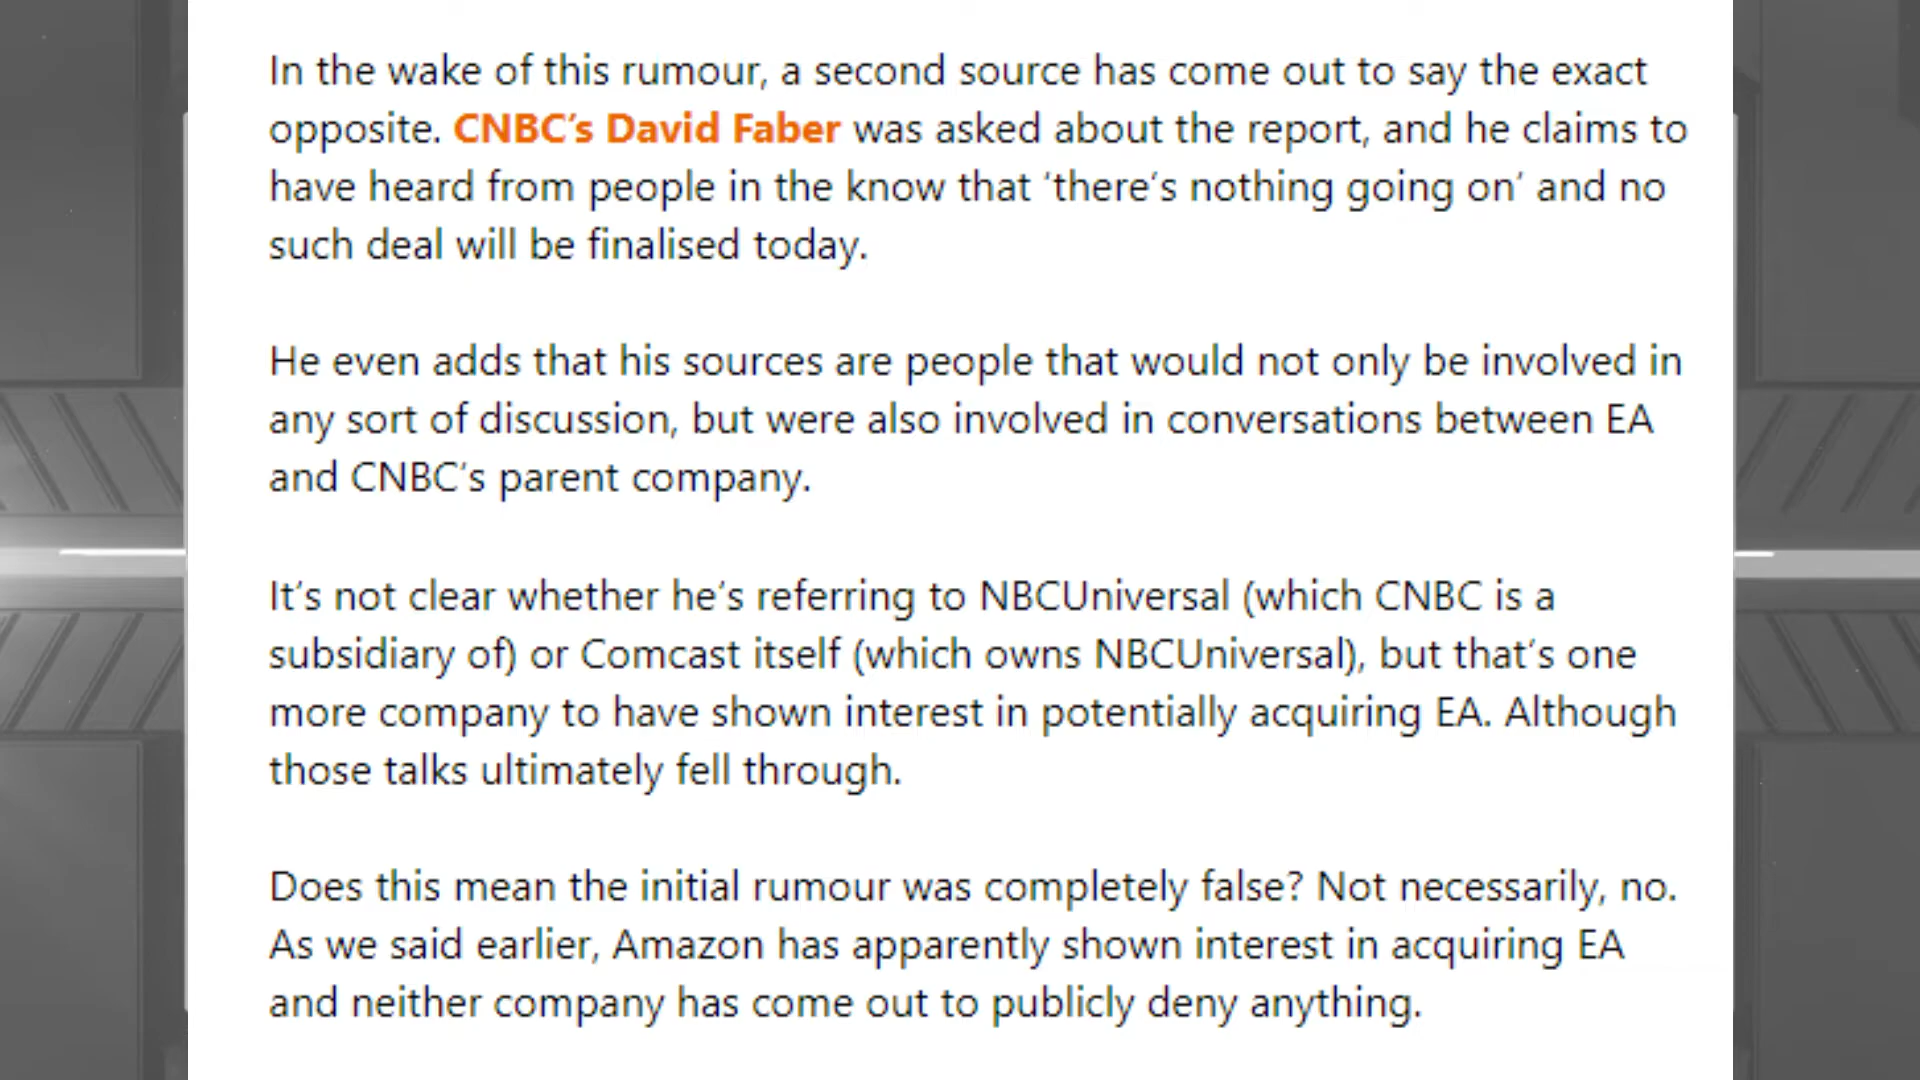 In the wake of this rumour, a second source has come out to say the exact
opposite. CNBC’s David Faber was asked about the report, and he claims to
have heard from people in the know that ‘there’s nothing going on’ and no
such deal will be finalised today.
He even adds that his sources are people that would not only be involved in
any sort of discussion, but were also involved in conversations between EA
and CNBC’s parent company.
It’s not clear whether he’s referring to NBCUniversal (which CNBC is a
subsidiary of) or Comcast itself (which owns NBCUniversal), but that’s one
more company to have shown interest in potentially acquiring EA. Although
those talks ultimately fell through.
Does this mean the initial rumour was completely false? Not necessarily, no.
As we said earlier, Amazon has apparently shown interest in acquiring EA
and neither company has come out to publicly deny anything.